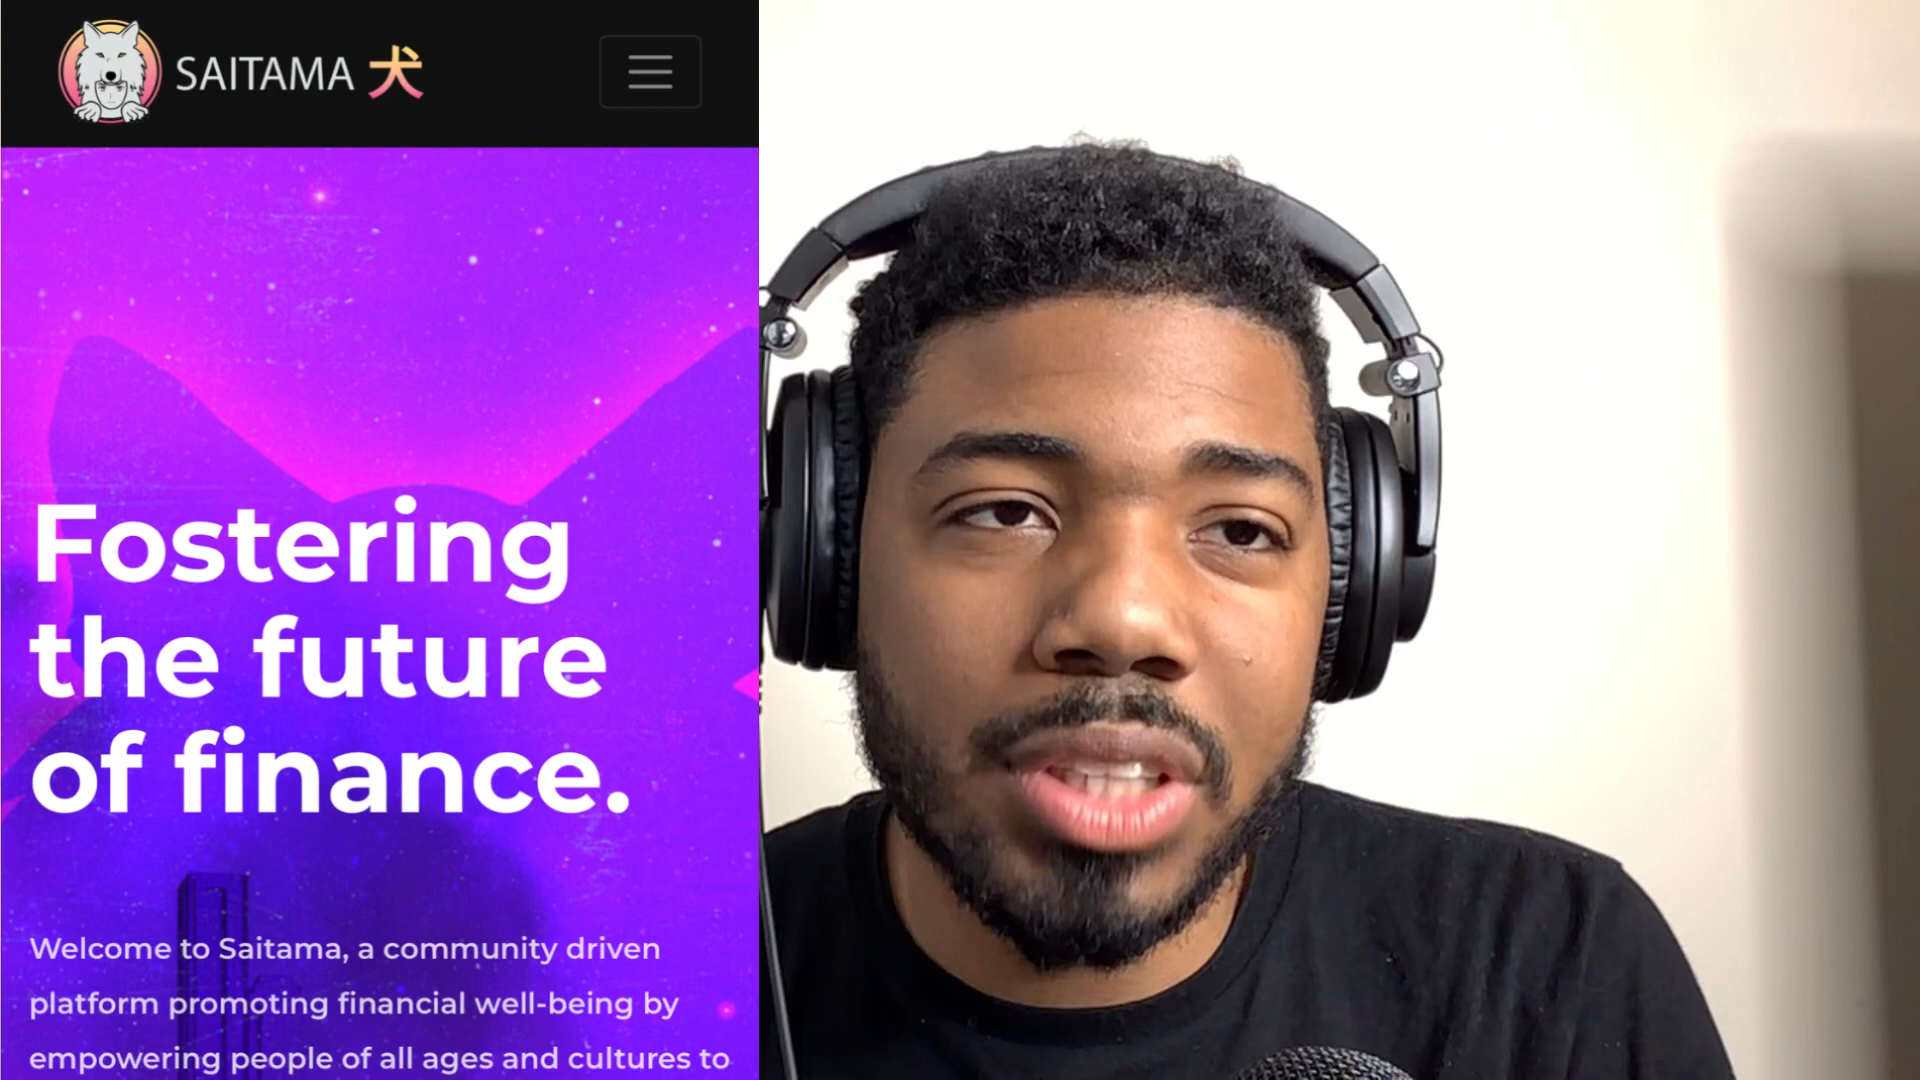 SAITAMA 犬
Fostering
the future
of finance.
Welcome to Saitama, a community driven
platform promoting financial well-being by
empowering people of all ages and cultures to